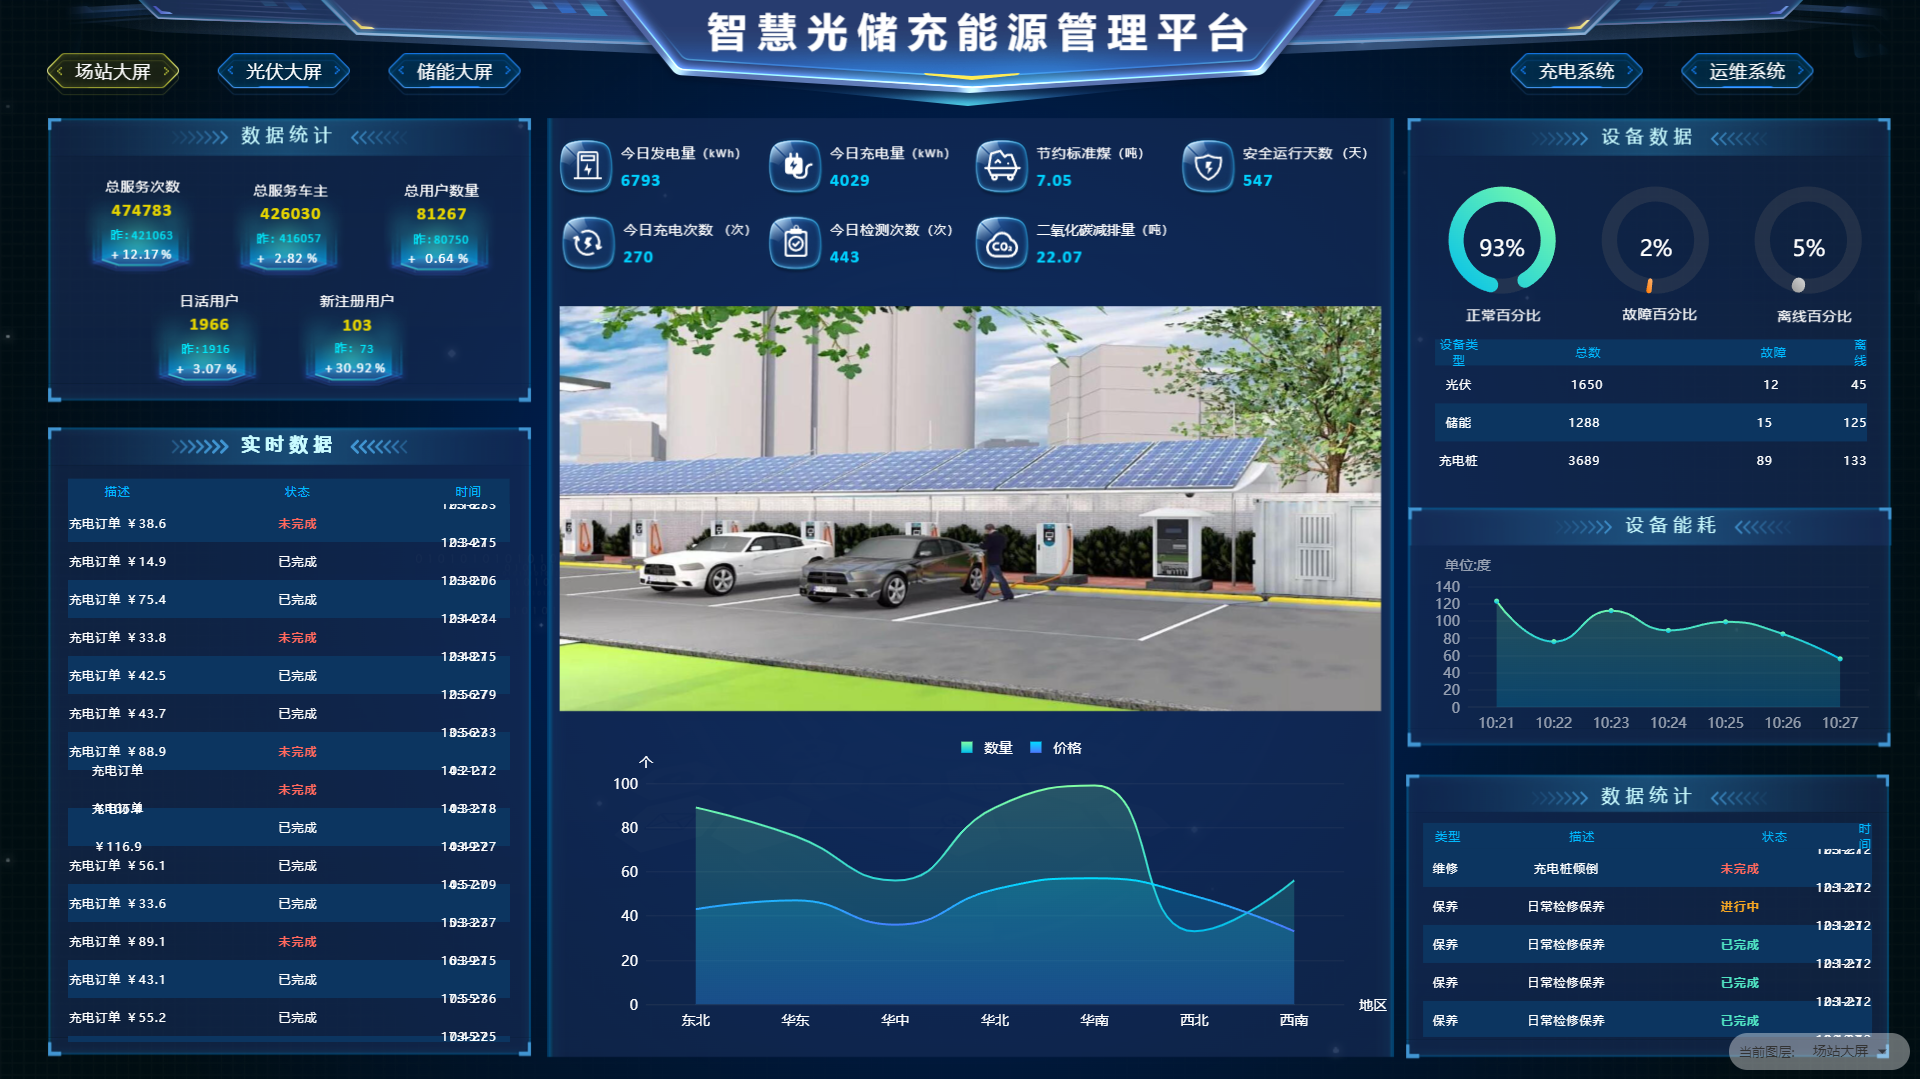 智慧光储充能源管理平台
场站大屏
光伏大屏
储能大屏
充电系统
运维系统
数据统计
总服务次数
474783
昨:421063
+12.17%
总服务车主
426030
昨:416057
+ 2.82%
总用户数量
81267
昨:80750
+ 0.64%
日活用户
1966
昨:1916
+ 3.07%
新注册用户
103
昨: 73
+30.92%
实时数据
描述 状态 时间
充电订单 ¥38.6 未完成
充电订单 ¥14.9 已完成
充电订单 ¥75.4 已完成
充电订单 ¥33.8 未完成
充电订单 ¥42.5 已完成
充电订单 ¥43.7 已完成
充电订单 ¥88.9 未完成
充电订单
未完成
已完成
¥116.9
充电订单 ¥56.1 已完成
充电订单 ¥33.6 已完成
充电订单 ¥89.1 未完成
充电订单 ¥43.1 已完成
充电订单 ¥55.2 已完成
今日发电量（kWh）
6793
今日充电量（kWh）
4029
节约标准煤（吨）
7.05
安全运行天数（天）
547
今日充电次数（次）
270
今日检测次数（次）
443
二氧化碳减排量（吨）
22.07
CO₂
数量 价格
个
100
80
60
40
20
0
东北 华东 华中 华北 华南 西北 西南
地区
设备数据
93%
正常百分比
2%
故障百分比
5%
离线百分比
设备类型 总数 故障 离线
光伏 1650 12 45
储能 1288 15 125
充电桩 3689 89 133
设备能耗
单位:度
140
120
100
80
60
40
20
0
10:21 10:22 10:23 10:24 10:25 10:26 10:27
数据统计
类型 描述 状态 时间
维修 充电桩倾倒 未完成
保养 日常检修保养 进行中
保养 日常检修保养 已完成
保养 日常检修保养 已完成
保养 日常检修保养 已完成
当前图层: 场站大屏